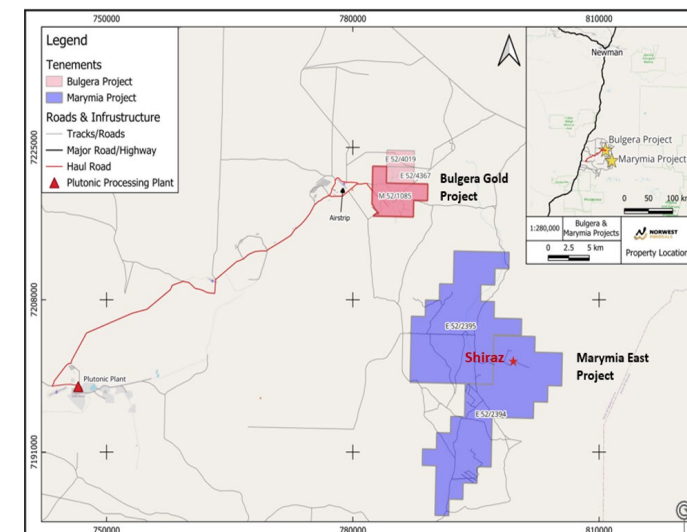 750000
780000
810000
Legend
Tenements
Bulgera Project
Marymia Project
Roads & Infrustructure
Tracks/Roads
Major Road/Highway
Haul Road
Plutonic Processing Plant
Newman
Bulgera Project
Marymia Project
0 50 100 km
1:280,000
Bulgera &
Marymia Projects
0 2.5 5 km
NORWEST
MINERALS
Property Location
7225000
7208000
7191000
E 52/4019
E 52/4367
M 52/1085
Bulgera Gold
Project
Airstrip
E 52/2395
Shiraz
Marymia East
Project
Plutonic Plant
E 52/2394
750000
780000
810000